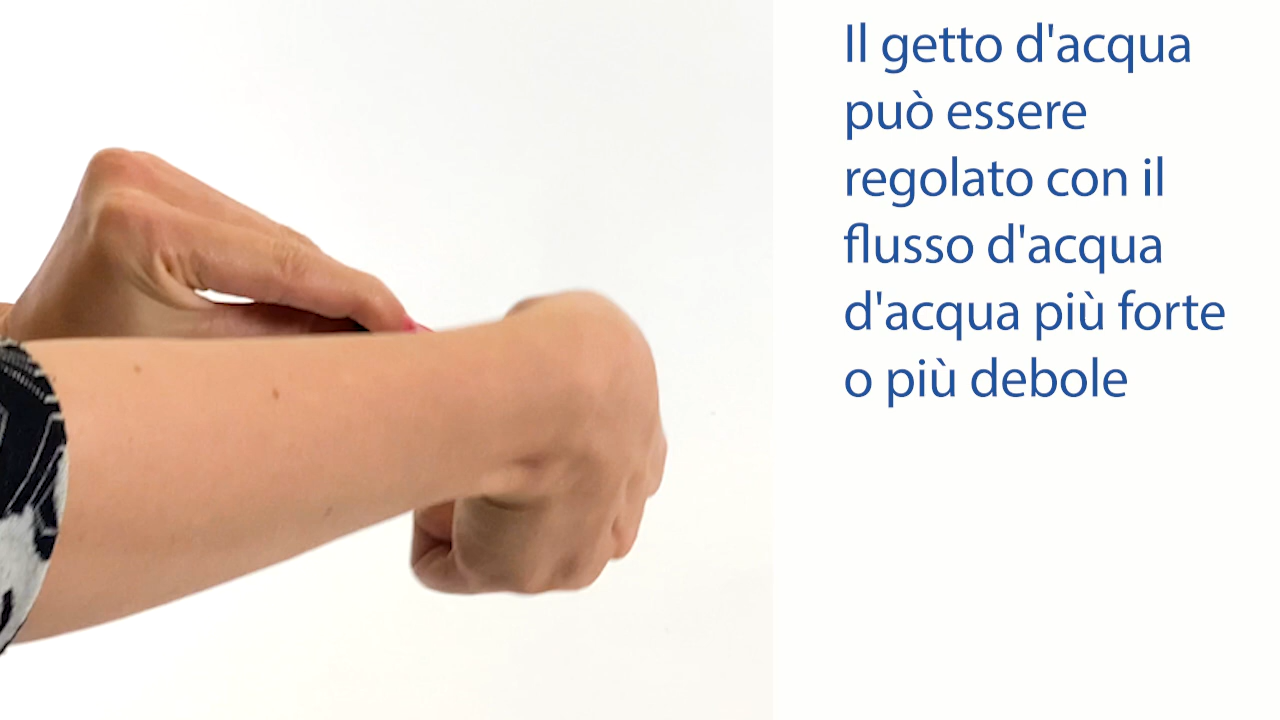 Il getto d'acqua
può essere
regolato con il
flusso d'acqua
d'acqua più forte
o più debole